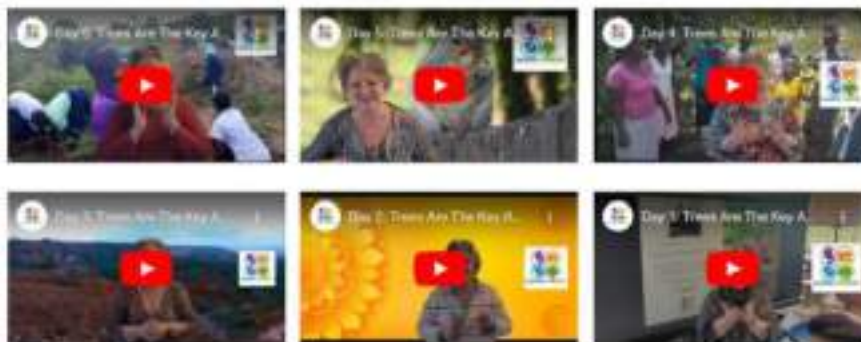 Day 6: Trees Are The Key A...
Day 5: Trees Are The Key A...
Day 4: Trees Are The Key A...
Day 3: Trees Are The Key A...
Day 2: Trees Are The Key (A...
Day 1: Trees Are The Key A...